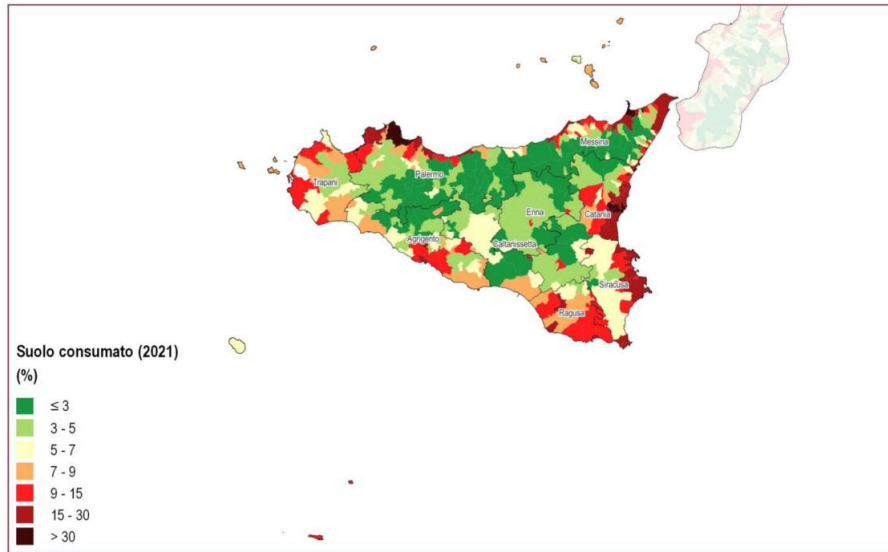 Messina
Palermo
Trapani
Enna
Catania
Agrigento
Caltanissetta
Siracusa
Ragusa
Suolo consumato (2021)
(%)
≤ 3
3 - 5
5 - 7
7 - 9
9 - 15
15 - 30
> 30